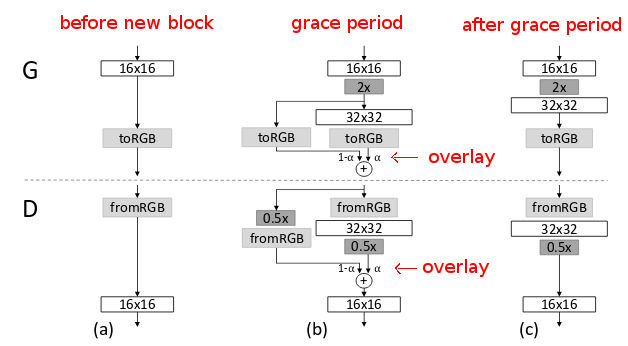 before new block
grace period
after grace period
G
16x16
16x16
16x16
2x
2x
32x32
32x32
toRGB
toRGB
toRGB
toRGB
1-α
α
+
overlay
D
fromRGB
fromRGB
fromRGB
0.5x
32x32
32x32
fromRGB
0.5x
0.5x
1-α
α
+
overlay
16x16
16x16
16x16
(a)
(b)
(c)